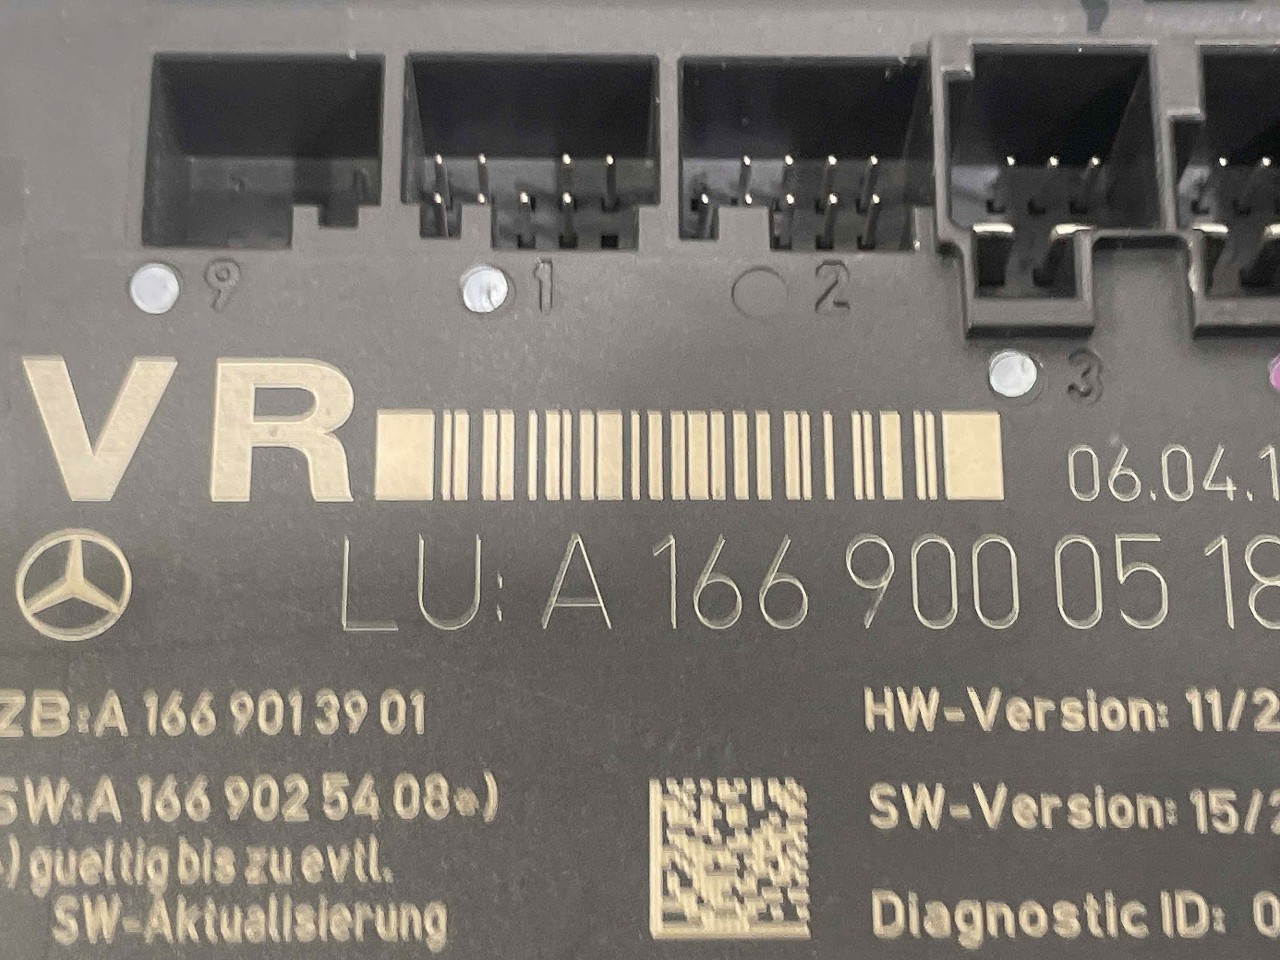 9 1 2
3
VR
06.04.1
LU: A 166 900 05 18
ZB: A 166 901 39 01
HW-Version: 11/2
SW: A 166 902 54 08*)
SW-Version: 15/2
*) gueltig bis zu evtl.
SW-Aktualisierung
Diagnostic ID: 0